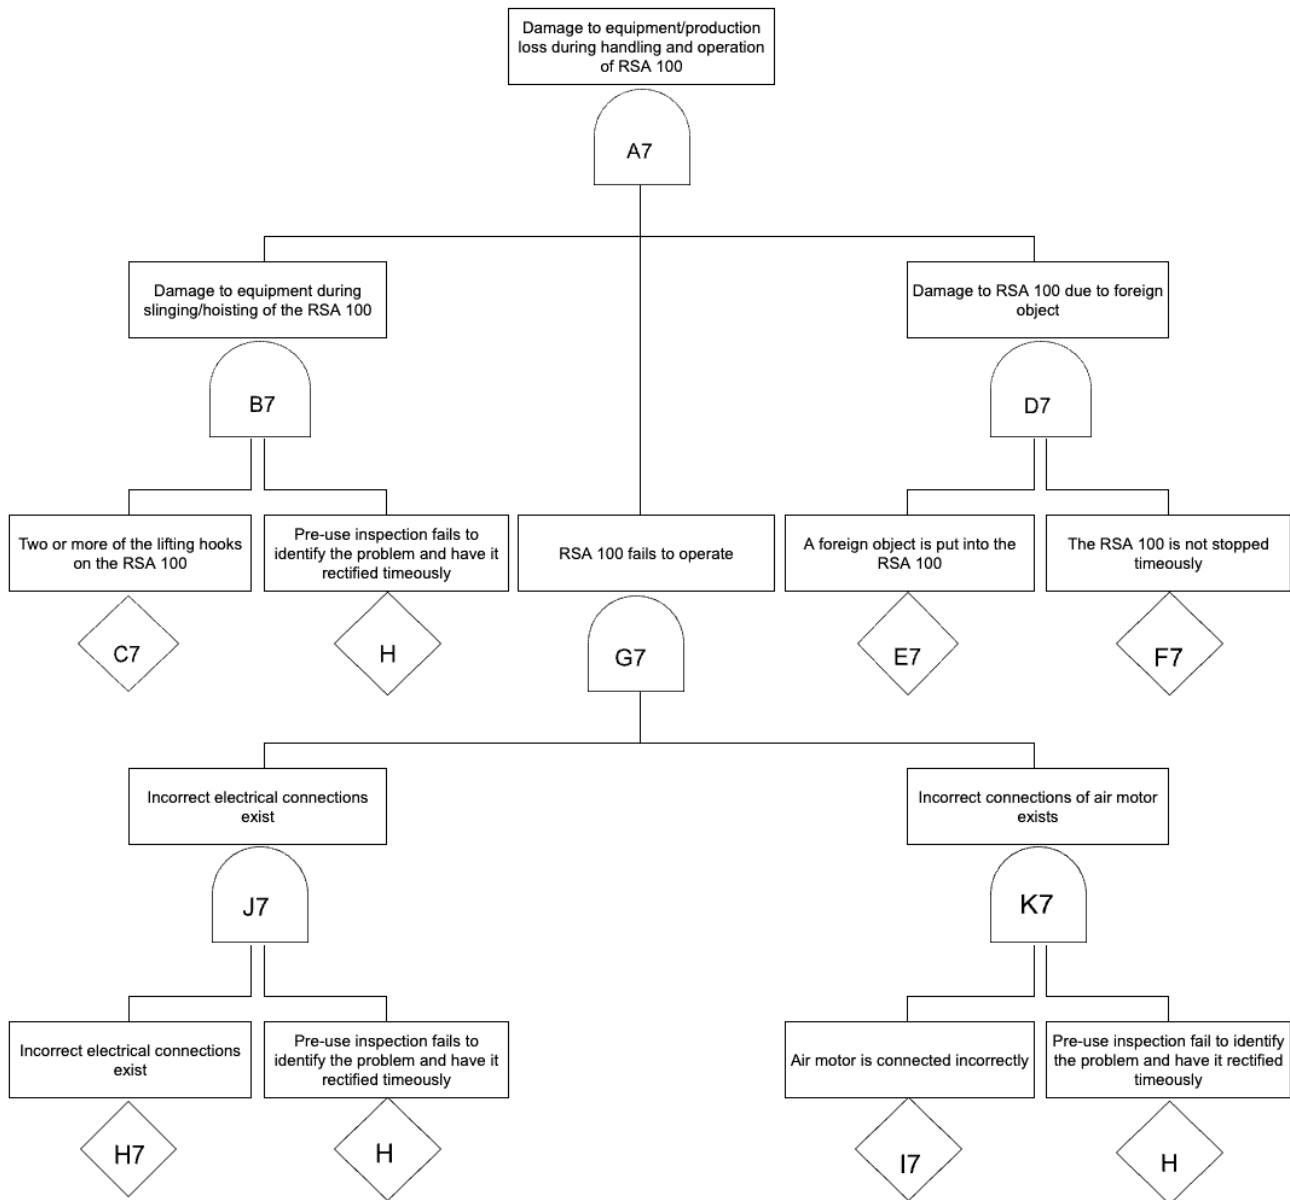 Damage to equipment/production
loss during handling and operation
of RSA 100
A7
Damage to equipment during
slinging/hoisting of the RSA 100
Damage to RSA 100 due to foreign
object
B7
D7
Two or more of the lifting hooks
on the RSA 100
Pre-use inspection fails to
identify the problem and have it
rectified timeously
RSA 100 fails to operate
A foreign object is put into the
RSA 100
The RSA 100 is not stopped
timeously
C7
H
G7
E7
F7
Incorrect electrical connections
exist
Incorrect connections of air motor
exists
J7
K7
Incorrect electrical connections
exist
Pre-use inspection fails to
identify the problem and have it
rectified timeously
Air motor is connected incorrectly
Pre-use inspection fail to identify
the problem and have it rectified
timeously
H7
H
I7
H